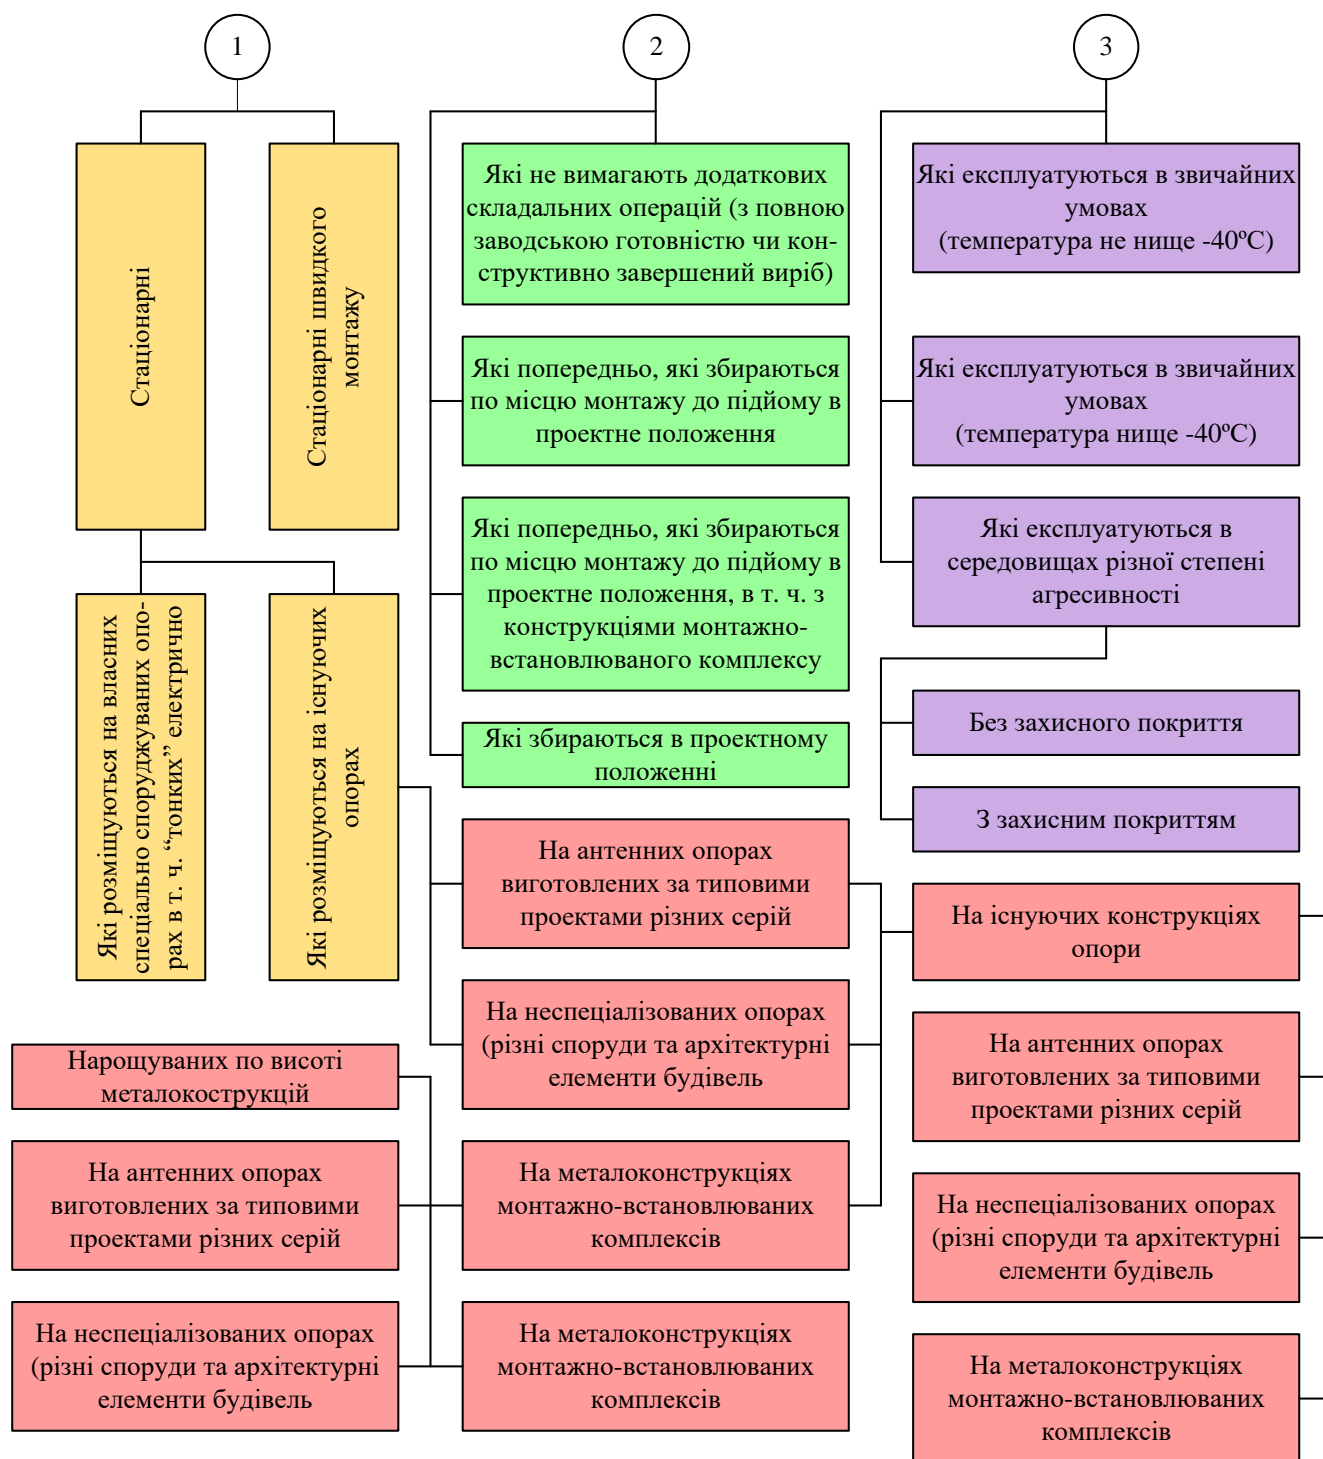 1
2
3
Стаціонарні
Стаціонарні швидкого
монтажу
Які розміщуються на власних
спеціально споруджуваних опо-
рах в т. ч. “тонких” електрично
Які розміщуються на існуючих
опорах
Які не вимагають додаткових
складальних операцій (з повною
заводською готовністю чи кон-
структивно завершений виріб)
Які попередньо, які збираються
по місцю монтажу до підйому в
проектне положення
Які попередньо, які збираються
по місцю монтажу до підйому в
проектне положення, в т. ч. з
конструкціями монтажно-
встановлюваного комплексу
Які збираються в проектному
положенні
Які експлуатуються в звичайних
умовах
(температура не нище -40ºС)
Які експлуатуються в звичайних
умовах
(температура нище -40ºС)
Які експлуатуються в
середовищах різної степені
агресивності
Без захисного покриття
З захисним покриттям
На антенних опорах
виготовлених за типовими
проектами різних серій
На неспеціалізованих опорах
(різні споруди та архітектурні
елементи будівель
На металоконструкціях
монтажно-встановлюваних
комплексів
На металоконструкціях
монтажно-встановлюваних
комплексів
Нарощуваних по висоті
металокострукцій
На антенних опорах
виготовлених за типовими
проектами різних серій
На неспеціалізованих опорах
(різні споруди та архітектурні
елементи будівель
На існуючих конструкціях
опори
На антенних опорах
виготовлених за типовими
проектами різних серій
На неспеціалізованих опорах
(різні споруди та архітектурні
елементи будівель
На металоконструкціях
монтажно-встановлюваних
комплексів